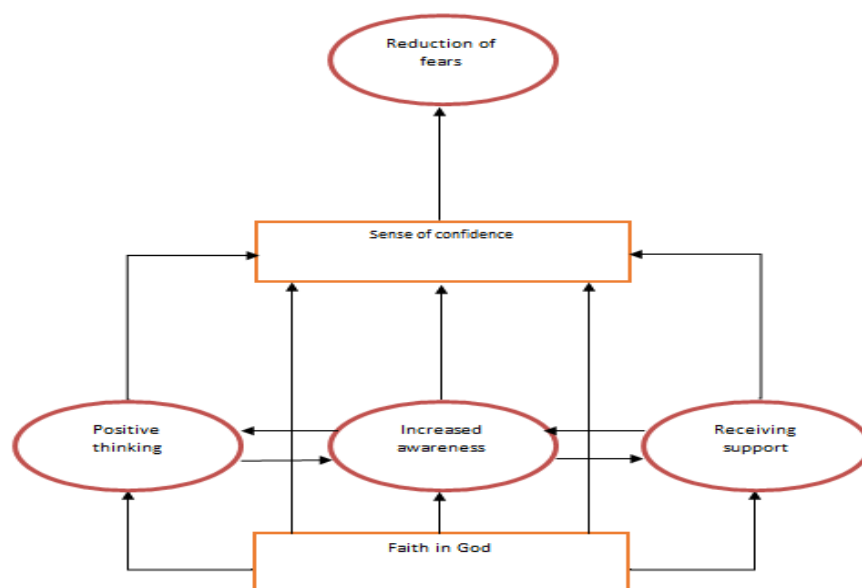 Reduction of
fears
Sense of confidence
Positive
thinking
Increased
awareness
Receiving
support
Faith in God